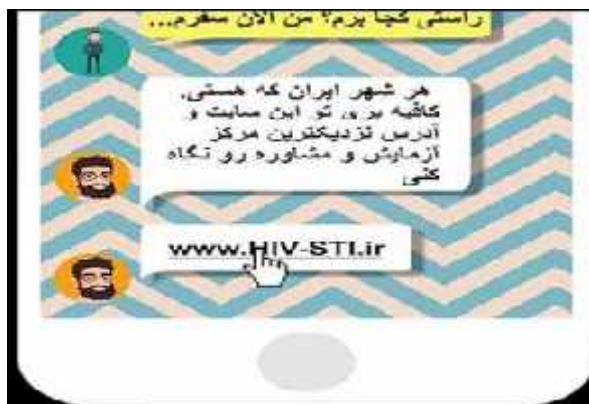 راستی کجا برم؟ من الان سفرم...
هر شهر ایران که هستی،
کافیه بری تو این سایت و
آدرس نزدیکترین مرکز
آزمایش و مشاوره رو نگاه
کنی
www.HIV-STI.ir